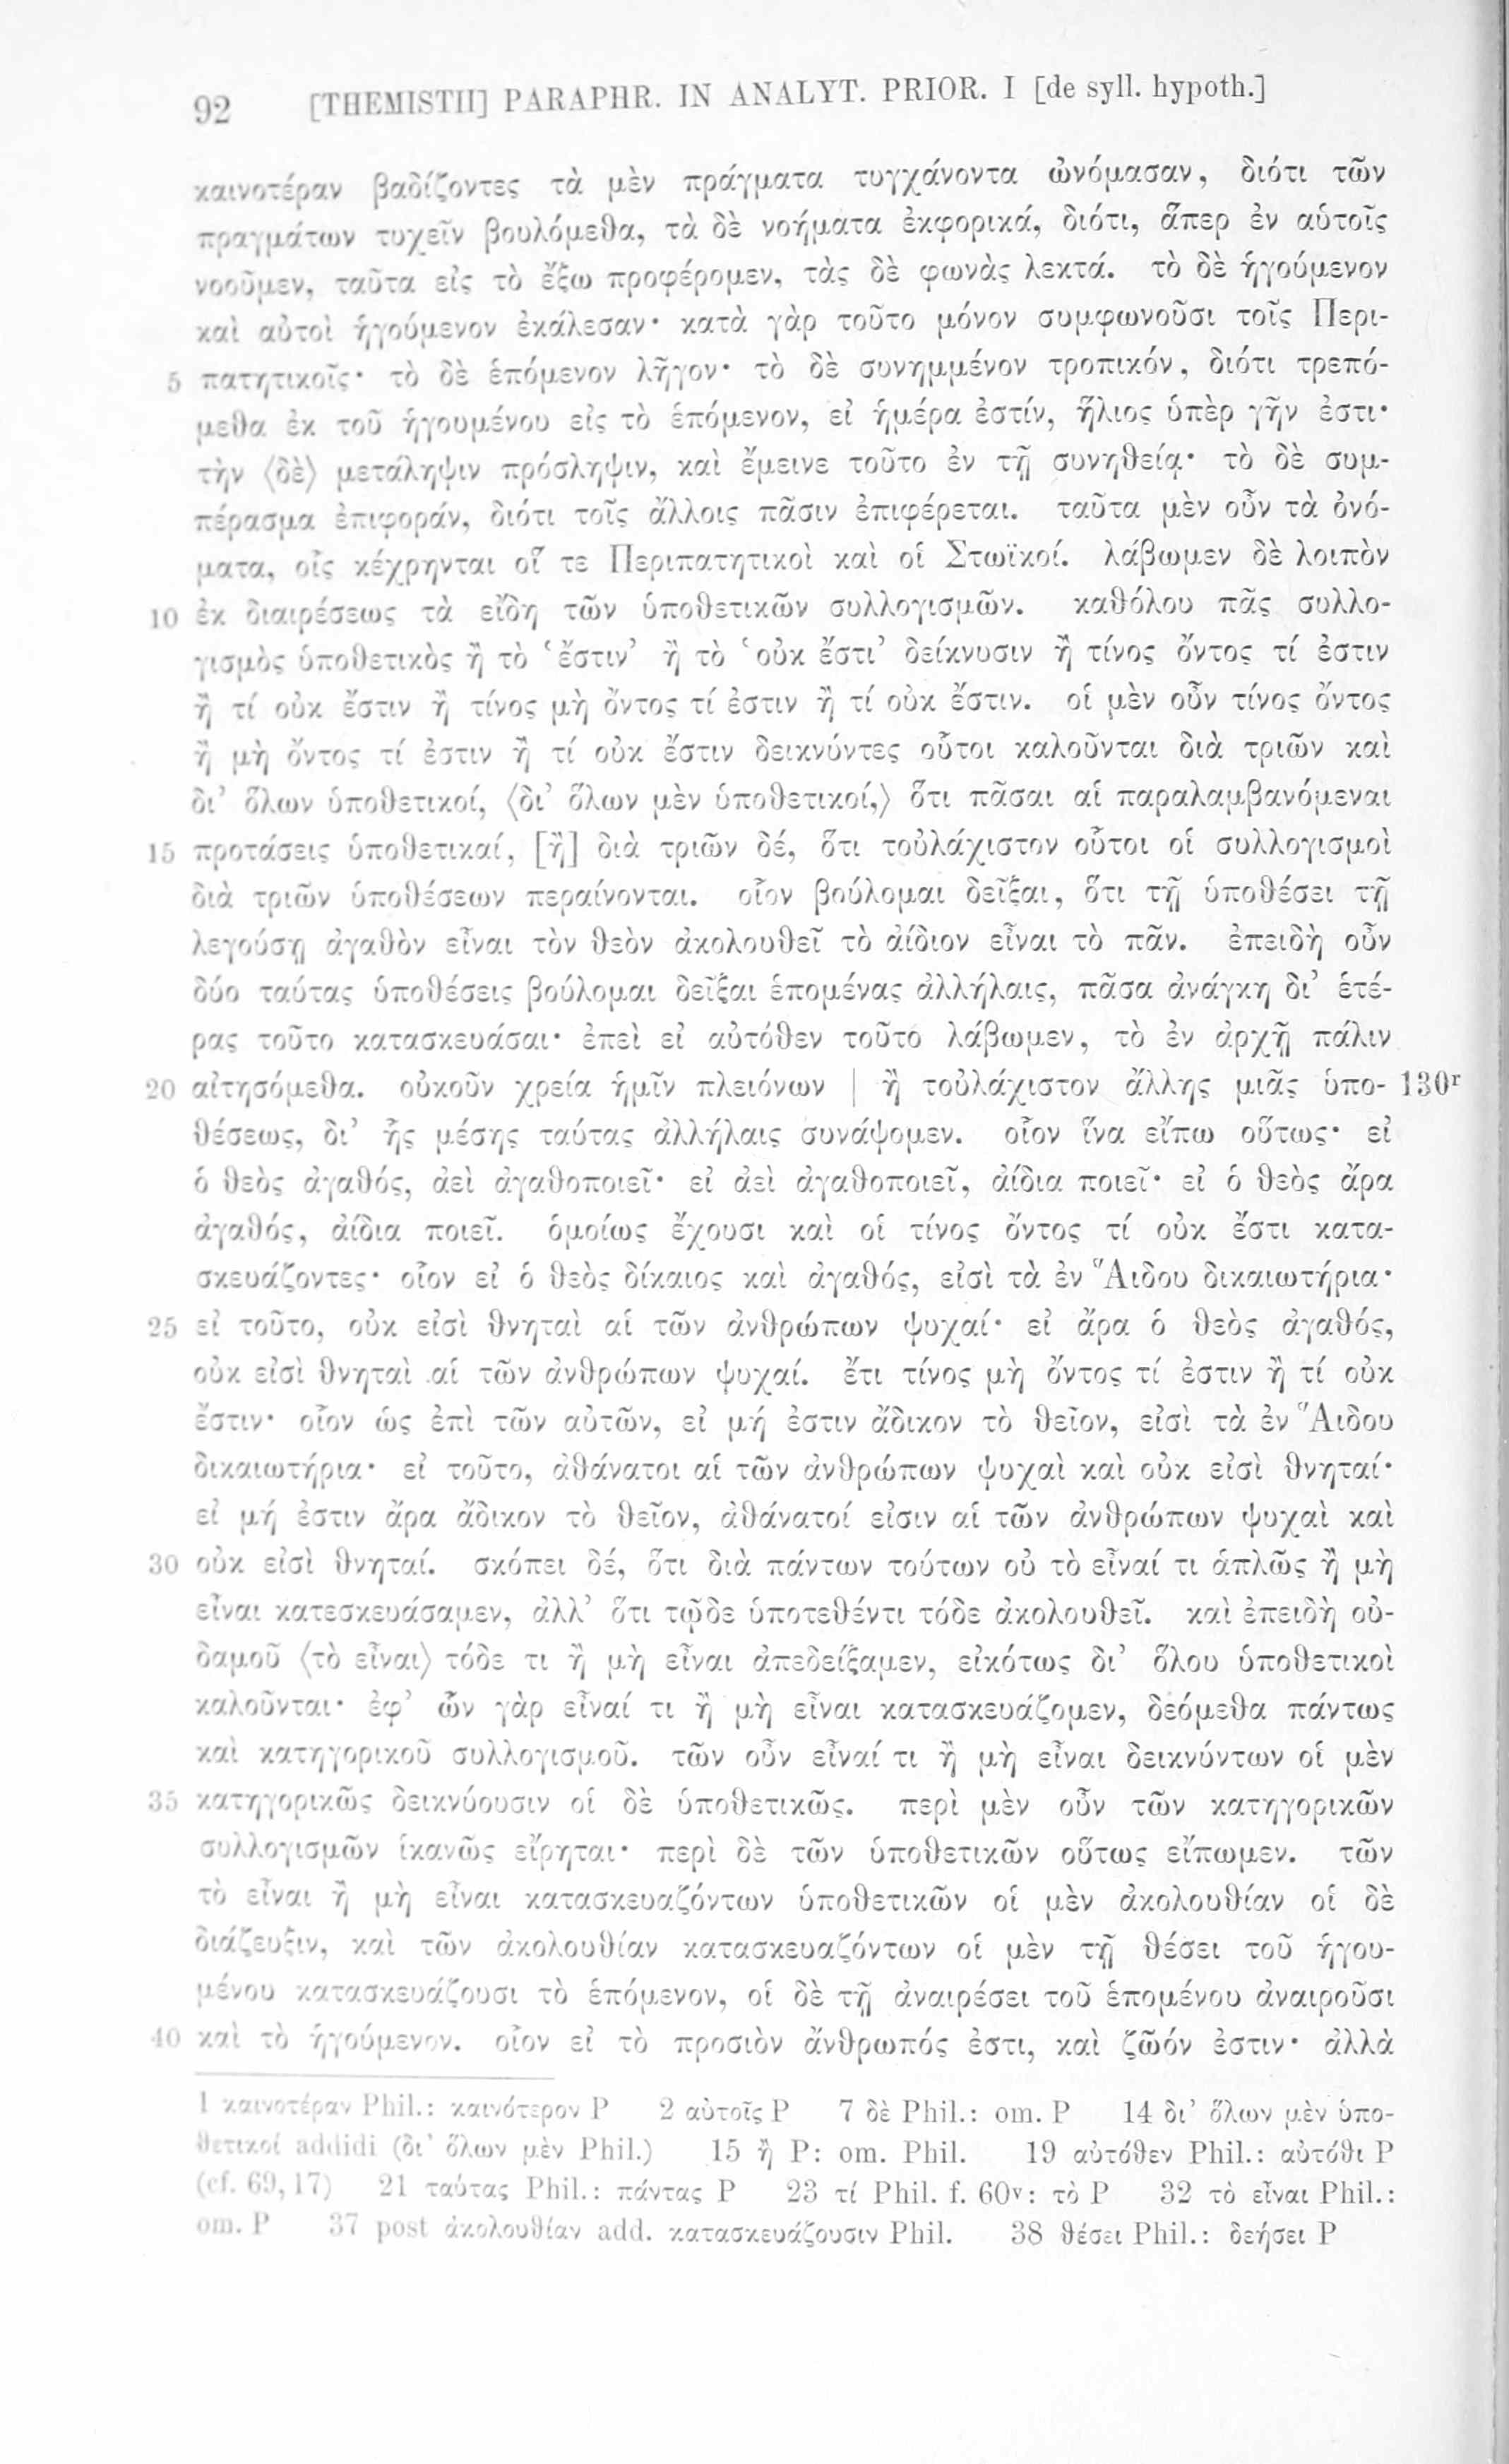 92 [THEMISTII] PARAPHR. IN ANALYT. PRIOR. I [de syll. hypoth.]
καινοτέραν βαδίζοντες τὰ μὲν πράγματα τυγχάνοντα ὠνόμασαν, διότι τῶν
πραγμάτων τυχεῖν βουλόμεθα, τὰ δὲ νοήματα ἐκφορικά, διότι, ἅπερ ἐν αὑτοῖς
νοοῦμεν, ταῦτα εἰς τὸ ἔξω προφέρομεν, τὰς δὲ φωνὰς λεκτά. τὸ δὲ ἡγούμενον
καὶ αὐτοὶ ἡγούμενον ἐκάλεσαν· κατὰ γὰρ τοῦτο μόνον συμφωνοῦσι τοῖς Περι-
5 πατητικοῖς· τὸ δὲ ἑπόμενον λῆγον· τὸ δὲ συνημμένον τροπικόν, διότι τρεπό-
μεθα ἐκ τοῦ ἡγουμένου εἰς τὸ ἑπόμενον, εἰ ἡμέρα ἐστίν, ἥλιος ὑπὲρ γῆν ἐστι·
τὴν ⟨δὲ⟩ μετάληψιν πρόσληψιν, καὶ ἔμεινε τοῦτο ἐν τῇ συνηθείᾳ· τὸ δὲ συμ-
πέρασμα ἐπιφοράν, διότι τοῖς ἄλλοις πᾶσιν ἐπιφέρεται. ταῦτα μὲν οὖν τὰ ὀνό-
ματα, οἷς κέχρηνται οἵ τε Περιπατητικοὶ καὶ οἱ Στωϊκοί. λάβωμεν δὲ λοιπὸν
10 ἐκ διαιρέσεως τὰ εἴδη τῶν ὑποθετικῶν συλλογισμῶν. καθόλου πᾶς συλλο-
γισμὸς ὑποθετικὸς ἢ τὸ ‘ἔστιν’ ἢ τὸ ‘οὐκ ἔστι’ δείκνυσιν ἢ τίνος ὄντος τί ἐστιν
ἢ τί οὐκ ἔστιν ἢ τίνος μὴ ὄντος τί ἐστιν ἢ τί οὐκ ἔστιν. οἱ μὲν οὖν τίνος ὄντος
ἢ μὴ ὄντος τί ἐστιν ἢ τί οὐκ ἔστιν δεικνύντες οὗτοι καλοῦνται διὰ τριῶν καὶ
δι’ ὅλων ὑποθετικοί, ⟨δι’ ὅλων μὲν ὑποθετικοί,⟩ ὅτι πᾶσαι αἱ παραλαμβανόμεναι
15 προτάσεις ὑποθετικαί, [ἢ] διὰ τριῶν δέ, ὅτι τοὐλάχιστον οὗτοι οἱ συλλογισμοὶ
διὰ τριῶν ὑποθέσεων περαίνονται. οἷον βούλομαι δεῖξαι, ὅτι τῇ ὑποθέσει τῇ
λεγούσῃ ἀγαθὸν εἶναι τὸν θεὸν ἀκολουθεῖ τὸ ἀίδιον εἶναι τὸ πᾶν. ἐπειδὴ οὖν
δύο ταύτας ὑποθέσεις βούλομαι δεῖξαι ἑπομένας ἀλλήλαις, πᾶσα ἀνάγκη δι’ ἑτέ-
ρας τοῦτο κατασκευάσαι· ἐπεὶ εἰ αὐτόθεν τοῦτο λάβωμεν, τὸ ἐν ἀρχῇ πάλιν
20 αἰτησόμεθα. οὐκοῦν χρεία ἡμῖν πλειόνων | ἢ τοὐλάχιστον ἄλλης μιᾶς ὑπο- 130r
θέσεως, δι’ ἧς μέσης ταύτας ἀλλήλαις συνάψομεν. οἷον ἵνα εἴπω οὕτως· εἰ
ὁ θεὸς ἀγαθός, ἀεὶ ἀγαθοποιεῖ· εἰ ἀεὶ ἀγαθοποιεῖ, ἀίδια ποιεῖ· εἰ ὁ θεὸς ἄρα
ἀγαθός, ἀίδια ποιεῖ. ὁμοίως ἔχουσι καὶ οἱ τίνος ὄντος τί οὐκ ἔστι κατα-
σκευάζοντες· οἷον εἰ ὁ θεὸς δίκαιος καὶ ἀγαθός, εἰσὶ τὰ ἐν Ἅιδου δικαιωτήρια·
25 εἰ τοῦτο, οὐκ εἰσὶ θνηταὶ αἱ τῶν ἀνθρώπων ψυχαί· εἰ ἄρα ὁ θεὸς ἀγαθός,
οὐκ εἰσὶ θνηταὶ αἱ τῶν ἀνθρώπων ψυχαί. ἔτι τίνος μὴ ὄντος τί ἐστιν ἢ τί οὐκ
ἔστιν· οἷον ὡς ἐπὶ τῶν αὐτῶν, εἰ μή ἐστιν ἄδικον τὸ θεῖον, εἰσὶ τὰ ἐν Ἅιδου
δικαιωτήρια· εἰ τοῦτο, ἀθάνατοι αἱ τῶν ἀνθρώπων ψυχαὶ καὶ οὐκ εἰσὶ θνηταί·
εἰ μή ἐστιν ἄρα ἄδικον τὸ θεῖον, ἀθάνατοί εἰσιν αἱ τῶν ἀνθρώπων ψυχαὶ καὶ
30 οὐκ εἰσὶ θνηταί. σκόπει δέ, ὅτι διὰ πάντων τούτων οὐ τὸ εἶναί τι ἁπλῶς ἢ μὴ
εἶναι κατεσκευάσαμεν, ἀλλ’ ὅτι τῷδε ὑποτεθέντι τόδε ἀκολουθεῖ. καὶ ἐπειδὴ οὐ-
δαμοῦ ⟨τὸ εἶναι⟩ τόδε τι ἢ μὴ εἶναι ἀπεδείξαμεν, εἰκότως δι’ ὅλου ὑποθετικοὶ
καλοῦνται· ἐφ’ ὧν γὰρ εἶναί τι ἢ μὴ εἶναι κατασκευάζομεν, δεόμεθα πάντως
καὶ κατηγορικοῦ συλλογισμοῦ. τῶν οὖν εἶναί τι ἢ μὴ εἶναι δεικνύντων οἱ μὲν
35 κατηγορικῶς δεικνύουσιν οἱ δὲ ὑποθετικῶς. περὶ μὲν οὖν τῶν κατηγορικῶν
συλλογισμῶν ἱκανῶς εἴρηται· περὶ δὲ τῶν ὑποθετικῶν οὕτως εἴπωμεν. τῶν
τὸ εἶναι ἢ μὴ εἶναι κατασκευαζόντων ὑποθετικῶν οἱ μὲν ἀκολουθίαν οἱ δὲ
διάζευξιν, καὶ τῶν ἀκολουθίαν κατασκευαζόντων οἱ μὲν τῇ θέσει τοῦ ἡγου-
μένου κατασκευάζουσι τὸ ἑπόμενον, οἱ δὲ τῇ ἀναιρέσει τοῦ ἑπομένου ἀναιροῦσι
40 καὶ τὸ ἡγούμενον. οἷον εἰ τὸ προσιὸν ἄνθρωπός ἐστι, καὶ ζῷόν ἐστιν· ἀλλὰ
1 καινοτέραν Phil.: καινότερον P 2 αὐτοῖς P 7 δὲ Phil.: om. P 14 δι’ ὅλων μὲν ὑπο-
θετικοί addidi (δι’ ὅλων μὲν Phil.) 15 ἢ P: om. Phil. 19 αὐτόθεν Phil.: αὐτόθι P
(cf. 69,17) 21 ταύτας Phil.: πάντας P 23 τί Phil. f. 60v: τὸ P 32 τὸ εἶναι Phil.:
om. P 37 post ἀκολουθίαν add. κατασκευάζουσιν Phil. 38 θέσει Phil.: δεήσει P